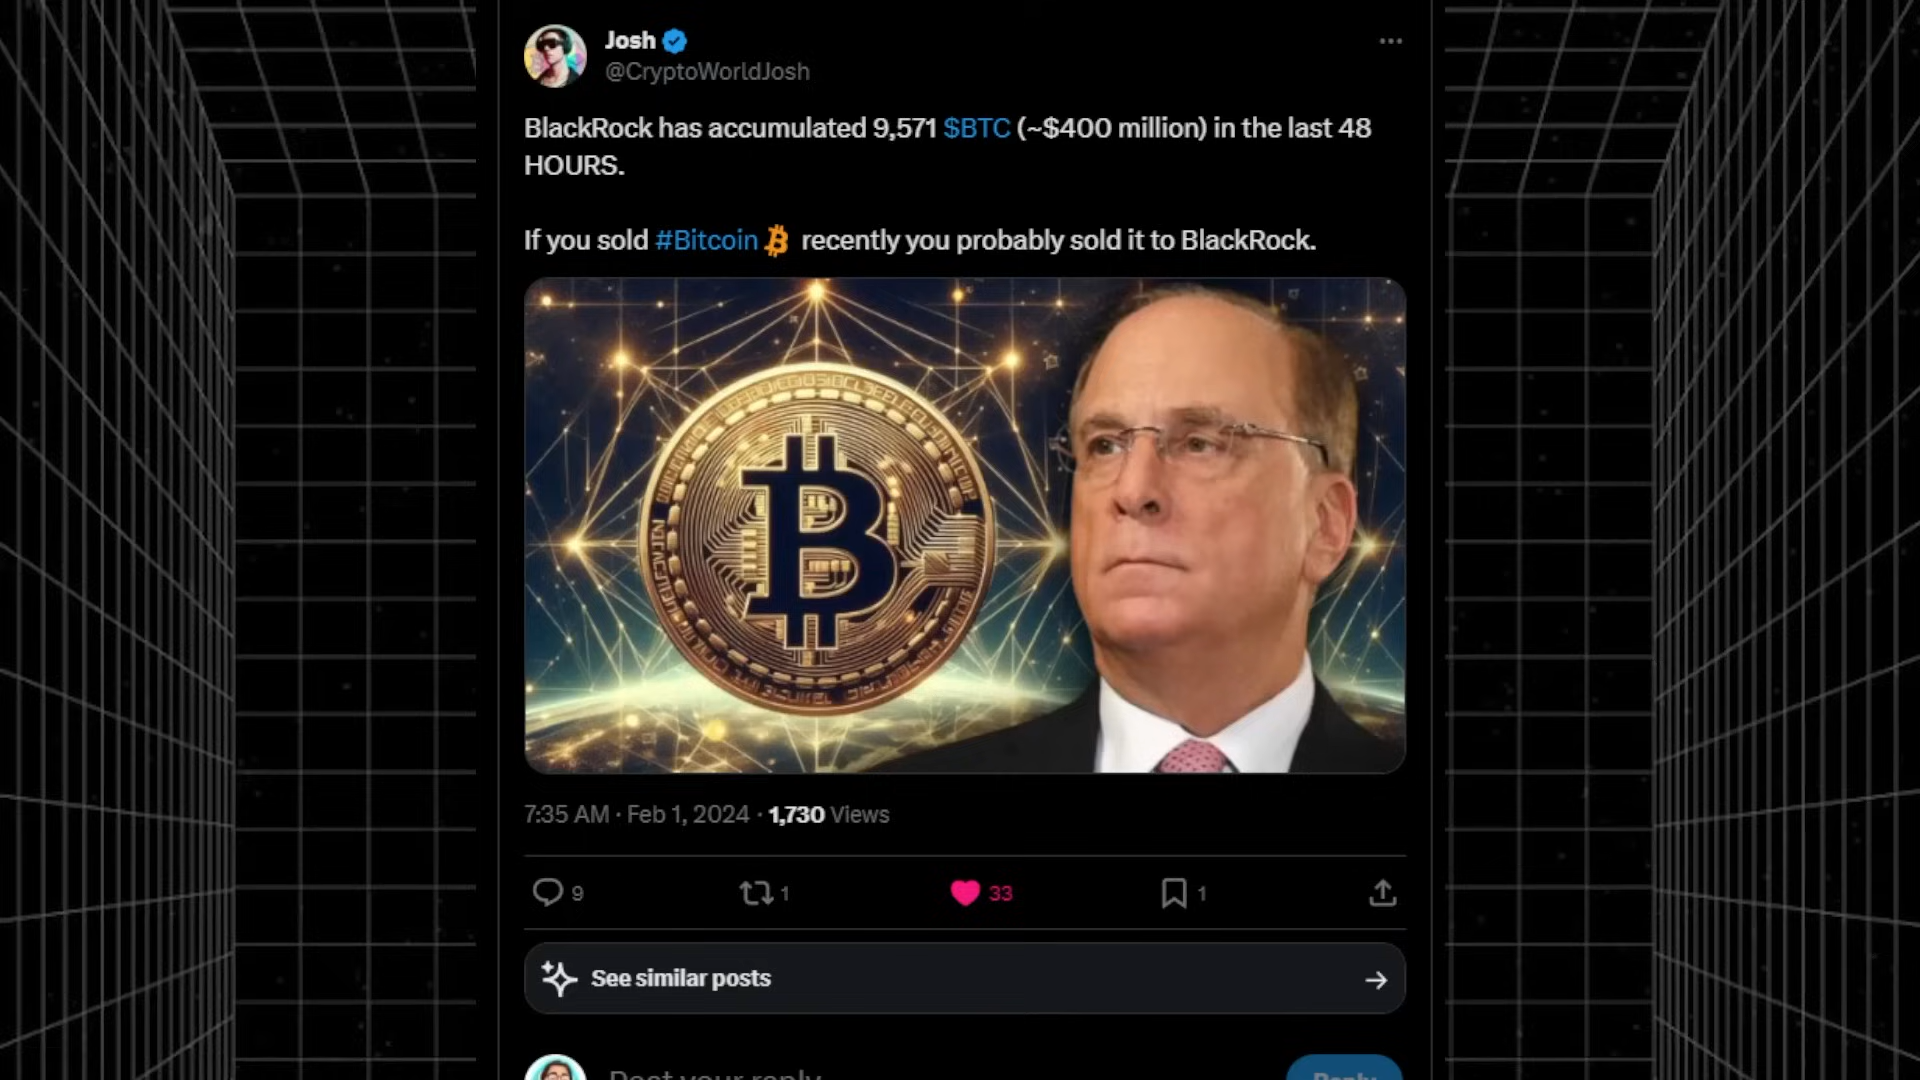 Josh
@CryptoWorldJosh
BlackRock has accumulated 9,571 $BTC (~$400 million) in the last 48
HOURS.
If you sold #Bitcoin recently you probably sold it to BlackRock.
7:35 AM · Feb 1, 2024 · 1,730 Views
9 1 33 1
See similar posts
Post your reply
Reply